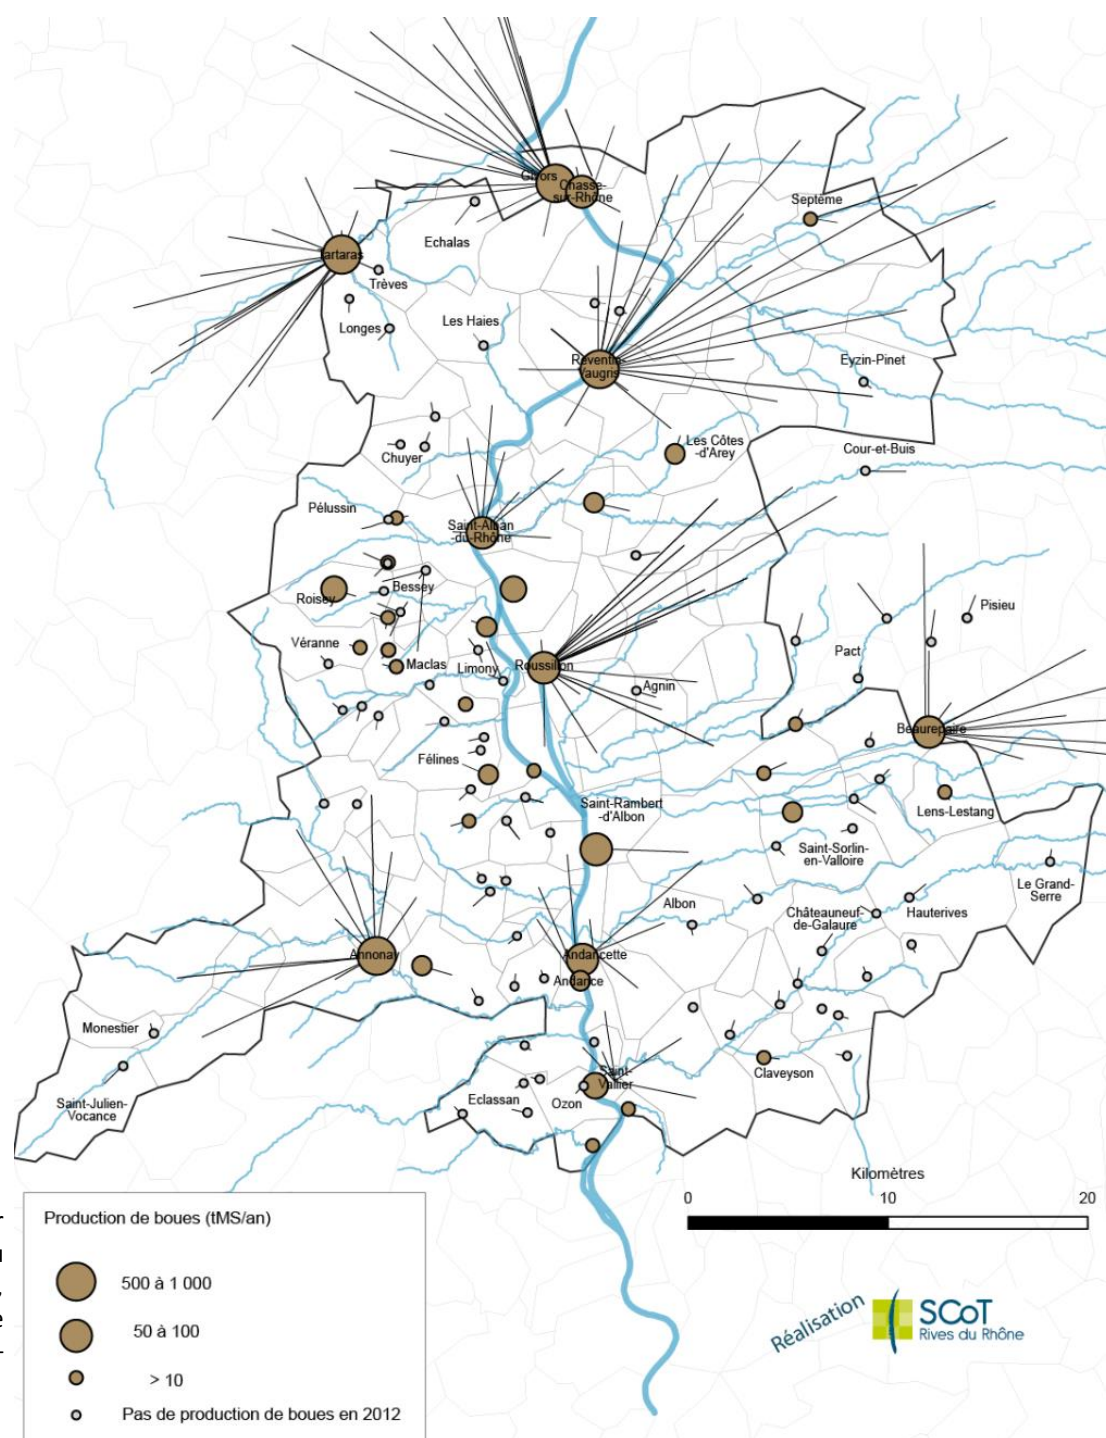 Givors
Chasse-
sur-Rhône
Septème
Echalas
artaras
Trèves
Longes
Les Haies
Reventin-
Vaugris
Eyzin-Pinet
Les Côtes
-d'Arey
Cour-et-Buis
Chuyer
Pélussin
Saint-Alban
-du-Rhône
Roisey
Bessey
Pisieu
Véranne
Pact
Maclas
Limony
Roussillon
Agnin
Beaurepaire
Félines
Saint-Rambert
-d'Albon
Lens-Lestang
Saint-Sorlin-
en-Valloire
Le Grand-
Serre
Albon
Châteauneuf-
de-Galaure
Hauterives
Annonay
Andancette
Andance
Monestier
Claveyson
Saint-
Vallier
Saint-Julien-
Vocance
Eclassan
Ozon
Kilomètres
0 10 20
Production de boues (tMS/an)
500 à 1 000
50 à 100
> 10
Pas de production de boues en 2012
Réalisation
SCoT
Rives du Rhône